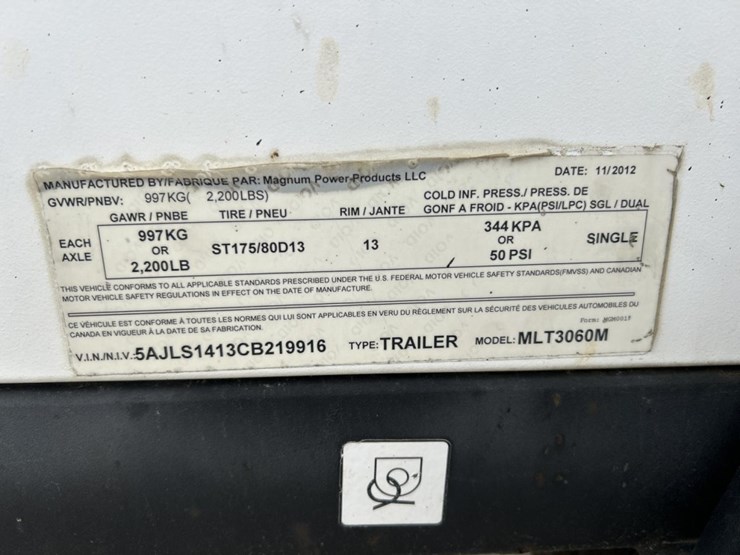 MANUFACTURED BY/FABRIQUE PAR: Magnum Power Products LLC DATE: 11/2012
GVWR/PNBV: 997KG( 2,200LBS) COLD INF. PRESS./ PRESS. DE
GAWR / PNBE TIRE / PNEU RIM / JANTE GONF A FROID - KPA(PSI/LPC) SGL / DUAL
EACH AXLE 997KG OR 2,200LB ST175/80D13 13 344 KPA OR 50 PSI SINGLE
THIS VEHICLE CONFORMS TO ALL APPLICABLE STANDARDS PRESCRIBED UNDER THE U.S. FEDERAL MOTOR VEHICLE SAFETY STANDARDS(FMVSS) AND CANADIAN
MOTOR VEHICLE SAFETY REGULATIONS IN EFFECT ON THE DATE OF MANUFACTURE.
CE VÉHICULE EST CONFORME À TOUTES LES NORMES QUI LUI SONT APPLICABLES EN VERU DU RÈGLEMENT SUR LA SÉCURITÉ DES VEHICULES AUTOMOBILES DU
CANADA EN VIGUEUR À LA DATE DE SA FABRICATION.
Form:
V.I.N./N.I.V.:5AJLS1413CB219916 TYPE: TRAILER MODEL: MLT3060M